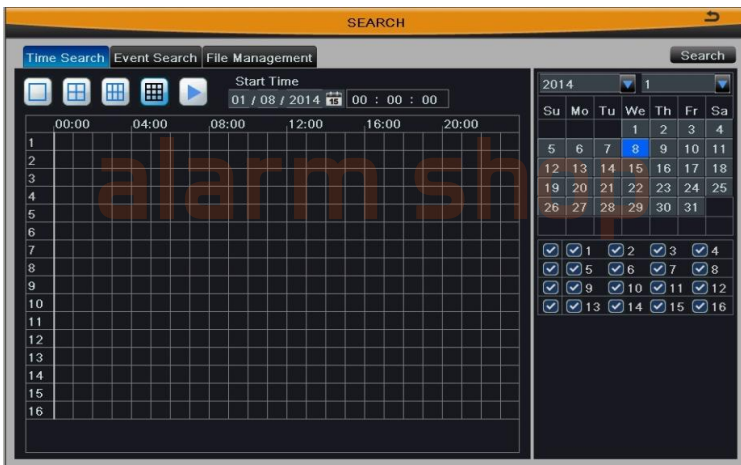 SEARCH
Time Search Event Search File Management Search
Start Time
01 / 08 / 2014 15 00 : 00 : 00
00:00 04:00 08:00 12:00 16:00 20:00
1
2
3
4
5
6
7
8
9
10
11
12
13
14
15
16
2014 1
Su Mo Tu We Th Fr Sa
1 2 3 4
5 6 7 8 9 10 11
12 13 14 15 16 17 18
19 20 21 22 23 24 25
26 27 28 29 30 31
1 2 3 4
5 6 7 8
9 10 11 12
13 14 15 16
alarm shop